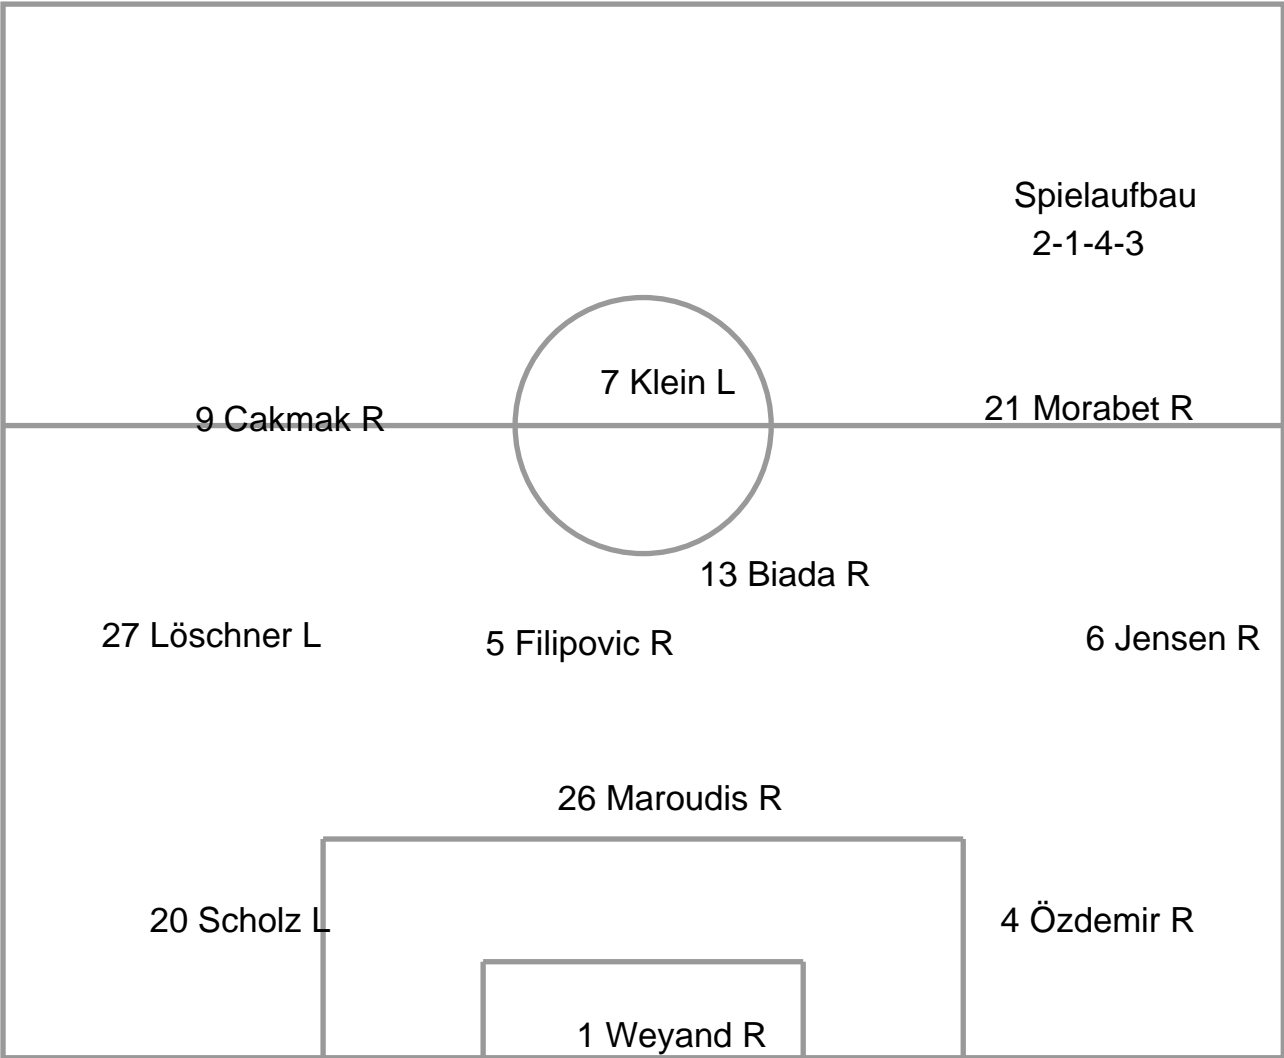 Spielaufbau
2-1-4-3
7 Klein L
9 Cakmak R
21 Morabet R
13 Biada R
27 Löschner L
5 Filipovic R
6 Jensen R
26 Maroudis R
20 Scholz L
4 Özdemir R
1 Weyand R